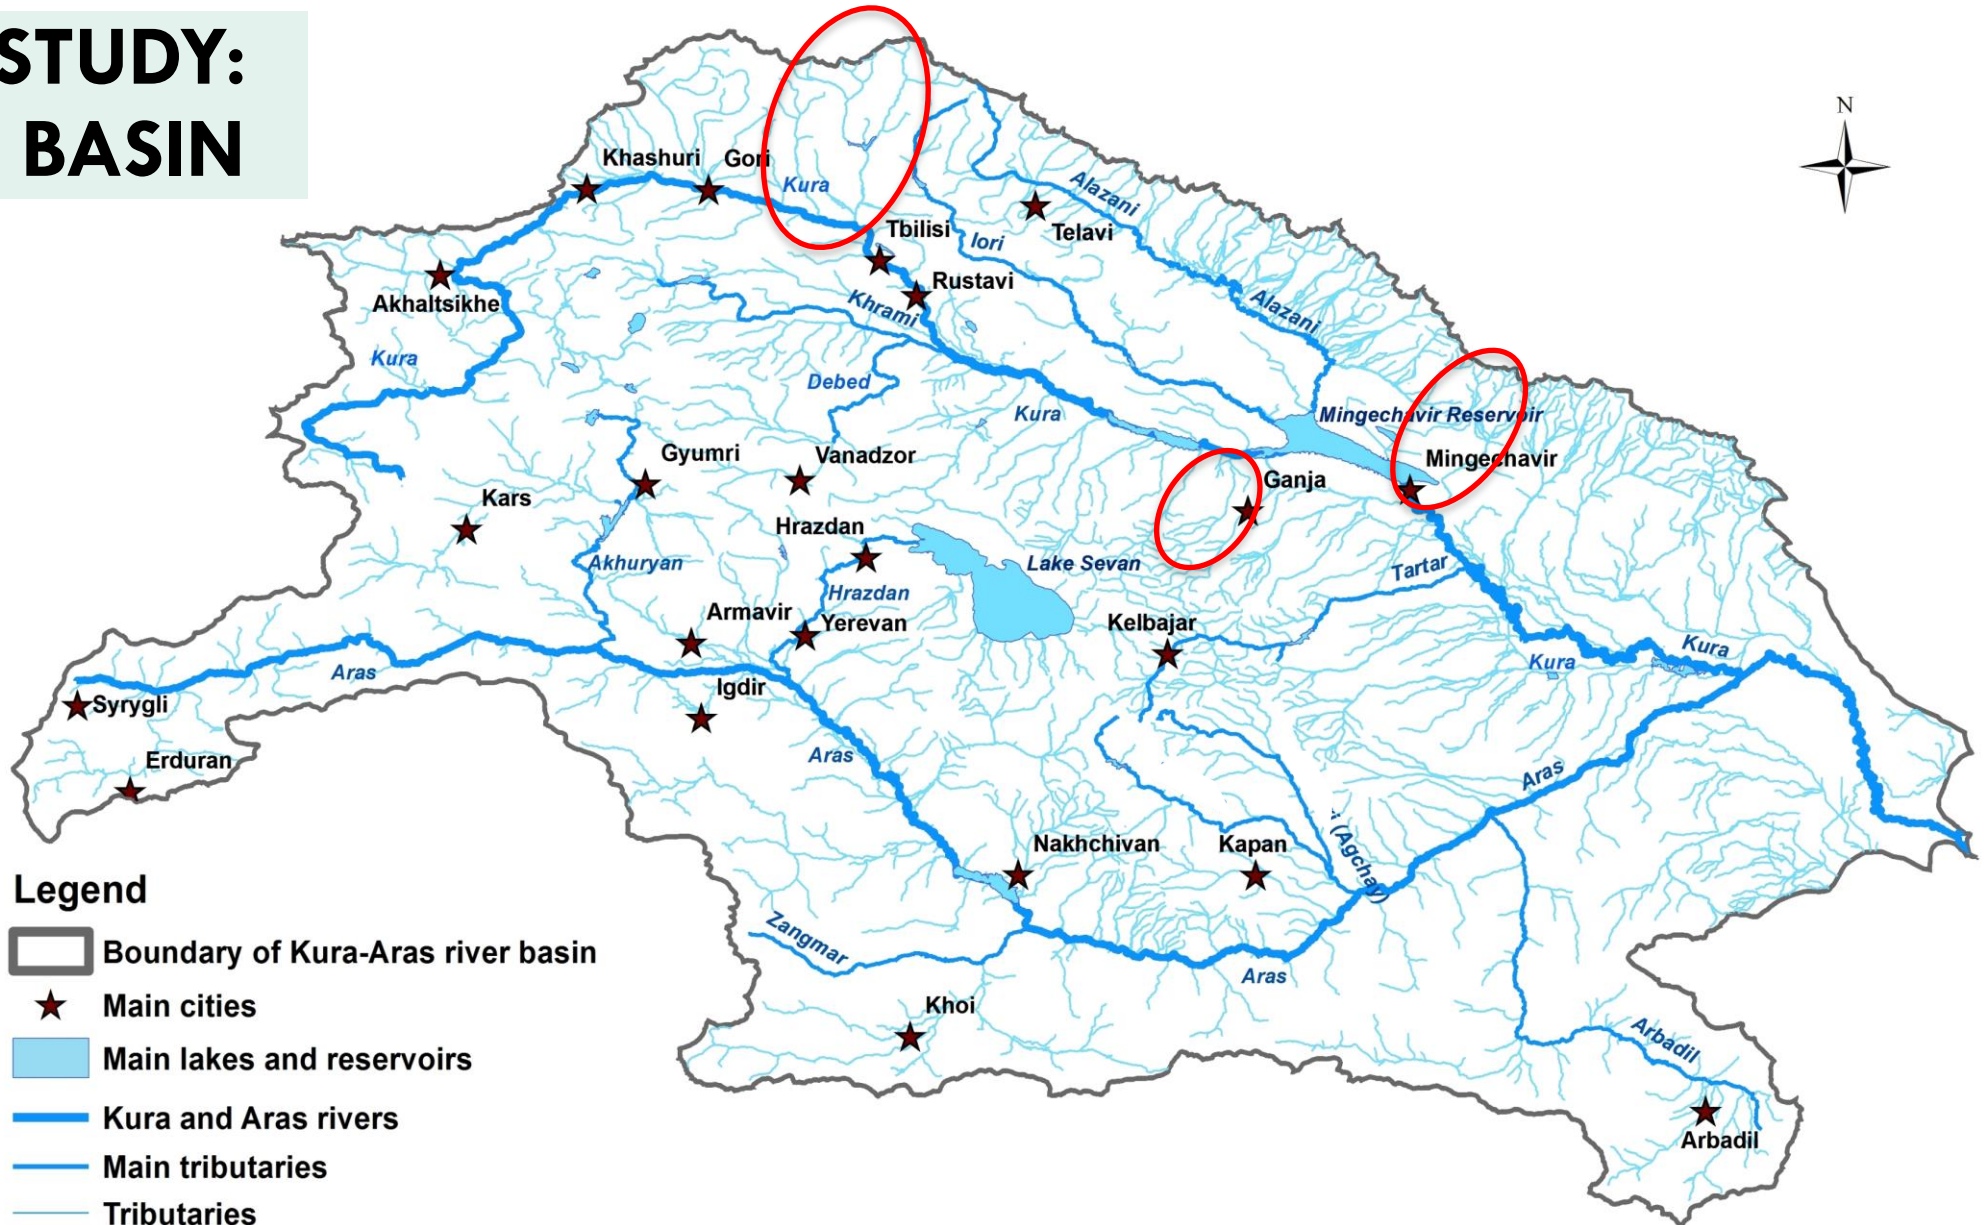 STUDY:
BASIN
N
Khashuri
Gori
Kura
Tbilisi
Iori
Telavi
Alazani
Rustavi
Akhaltsikhe
Khrami
Alazani
Kura
Debed
Kura
Mingechavir Reservoir
Gyumri
Vanadzor
Mingechavir
Ganja
Kars
Hrazdan
Akhuryan
Lake Sevan
Tartar
Hrazdan
Armavir
Yerevan
Kelbajar
Kura
Kura
Aras
Igdir
Syrygli
Erduran
Aras
Aras
Nakhchivan
Kapan
(Agchay)
Zangmar
Aras
Khoi
Arbadil
Arbadil
Legend
Boundary of Kura-Aras river basin
Main cities
Main lakes and reservoirs
Kura and Aras rivers
Main tributaries
Tributaries